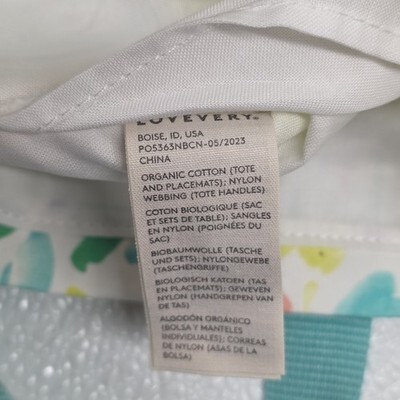 LOVEVERY®
BOISE, ID, USA
PO5363NBCN-05/2023
CHINA
ORGANIC COTTON (TOTE
AND PLACEMATS); NYLON
WEBBING (TOTE HANDLES)
COTON BIOLOGIQUE (SAC
ET SETS DE TABLE); SANGLES
EN NYLON (POIGNÉES DU
SAC)
BIOBAUMWOLLE (TASCHE
UND SETS); NYLONGEWEBE
(TASCHENGRIFFE)
BIOLOGISCH KATOEN (TAS
EN PLACEMATS); GEWEVEN
NYLON (HANDGREPEN VAN
DE TAS)
ALGODÓN ORGÁNICO
(BOLSA Y MANTELES
INDIVIDUALES); CORREAS
DE NYLON (ASAS DE LA
BOLSA)